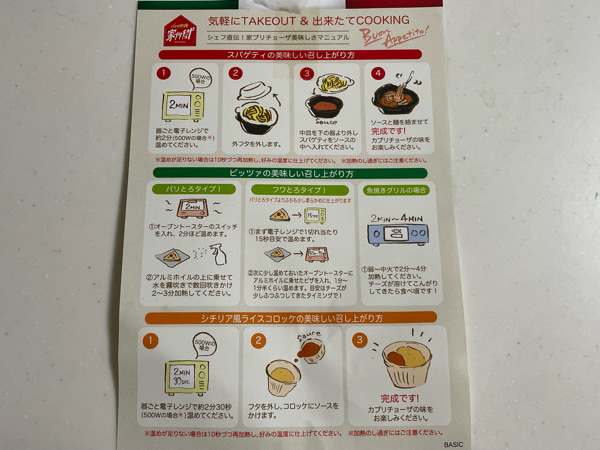 家プリチョーザ
気軽にTAKEOUT & 出来たてCOOKING
シェフ直伝！家プリチョーザ美味しさマニュアル
Buon Appetito!
スパゲティの美味しい召し上がり方
1
500Wの
場合
2MIN
器ごと電子レンジで
約2分(500Wの場合※)
温めてください。
2
外フタを外します。
3
Sauce
中皿を下の器より外し
スパゲティをソースの
中へ入れてください。
4
ソースと麺を絡ませて
完成です!
カプリチョーザの味を
お楽しみください。
※温めが足りない場合は10秒づつ再加熱し、好みの温度に仕上げてください。 ※加熱のし過ぎにはご注意ください。
ピッツァの美味しい召し上がり方
パリとろタイプ！
2MIN
①オーブントースターのスイッチ
を入れ、2分ほど温めます。
②アルミホイルの上に乗せて
水を霧吹きで数回吹きかけ
2〜3分加熱してください。
フワとろタイプ！
パリとろタイプよりふもち少し柔らかめに仕上がります
①まず電子レンジで1切れ当たり
15秒目安で温めます。
②次に少し温めておいたオーブントースターに
アルミホイルに乗せたピザを入れ、1分〜
1分半くらい温めます。目安はチーズが
少しふつふつしてきたタイミングで！
魚焼きグリルの場合
2MIN〜4MIN
①弱〜中火で2分〜4分
加熱してください。
チーズが溶けてこんがり
してきたら食べ頃です！
シチリア風ライスコロッケの美味しい召し上がり方
1
500Wの
場合
2MIN
30秒
器ごと電子レンジで約2分30秒
(500Wの場合※)温めてください。
2
Sauce
フタを外し、コロッケにソースを
かけます。
3
完成です!
カプリチョーザの味を
お楽しみください。
※温めが足りない場合は10秒づつ再加熱し、好みの温度に仕上げてください。 ※加熱のし過ぎにはご注意ください。
BASIC